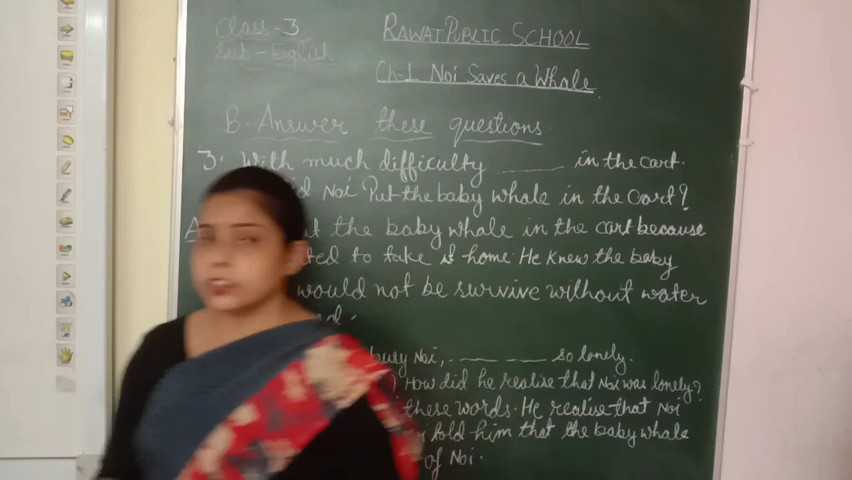 Class - 3
RAWAT PUBLIC SCHOOL
Sub - English
Ch-1 Noi Saves a Whale
B. Answer these questions
3. With much difficulty ______ in the cart.
Noi Put the baby whale in the cart?
the baby whale in the cart because
to take it home. He knew the baby
would not be survive without water
busy Noi, ____ ___ so lonely.
? How did he realise that Noi was lonely?
these words. He realise that Noi
told him that the baby whale
of Noi.